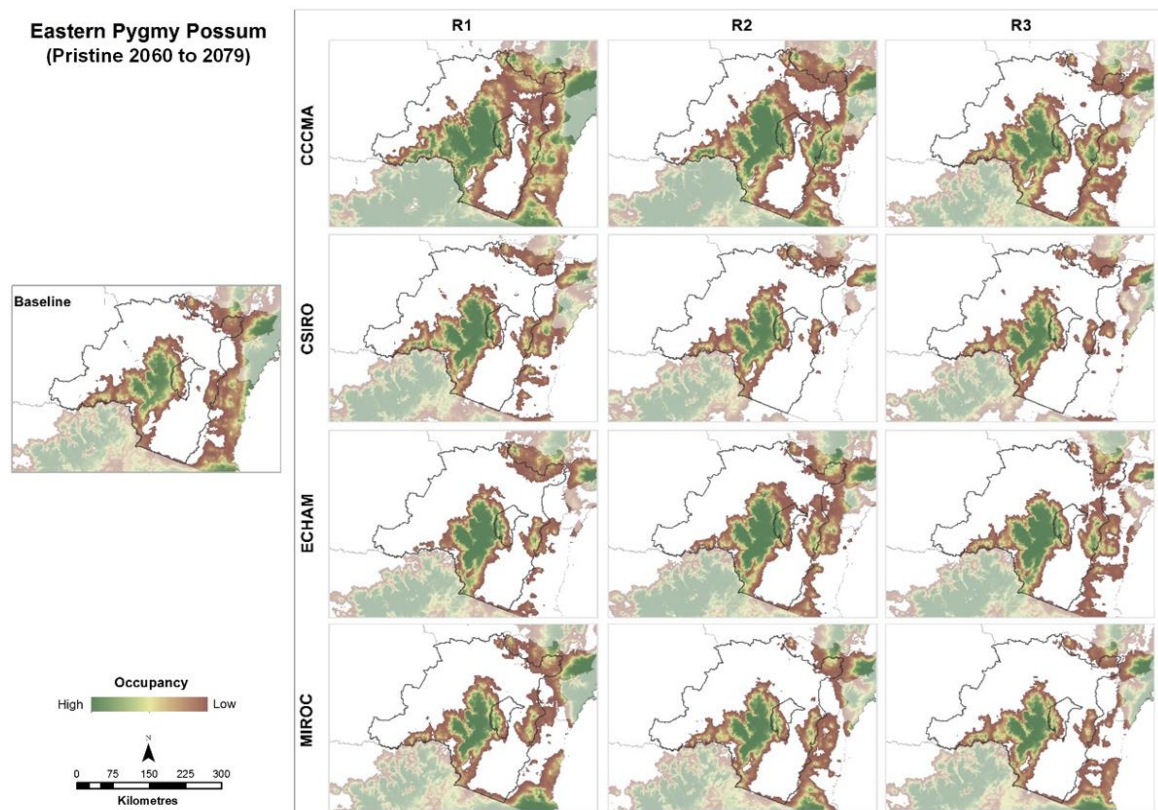 Eastern Pygmy Possum
(Pristine 2060 to 2079)
R1
R2
R3
CCCMA
CSIRO
Baseline
ECHAM
MIROC
Occupancy
High
Low
N
0 75 150 225 300
Kilometres